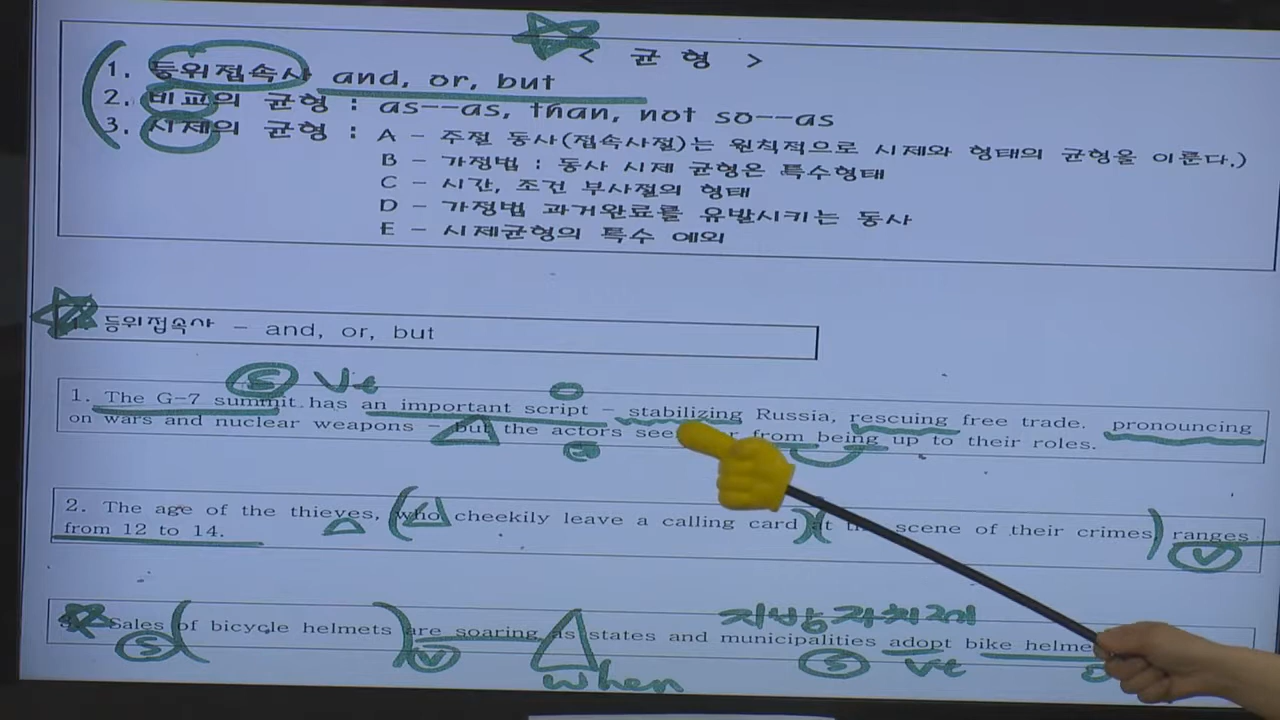 < 균 형 >
1. 등위접속사 and, or, but
2. 비교의 균형 : as--as, than, not so--as
3. 시제의 균형 : A - 주절 동사(접속사절)는 원칙적으로 시제와 형태의 균형을 이룬다.)
B - 가정법 : 동사 시제 균형은 특수형태
C - 시간, 조건 부사절의 형태
D - 가정법 과거완료를 유발시키는 동사
E - 시제균형의 특수 예외
등위접속사 - and, or, but
S Vt O
1. The G-7 summit has an important script - stabilizing Russia, rescuing free trade. pronouncing
on wars and nuclear weapons - but the actors from being up to their roles.
2. The age of the thieves, who cheekily leave a calling card at scene of their crimes ranges
from 12 to 14.
V
지방자치제
Sales of bicycle helmets are soaring as states and municipalities adopt bike
S V when S Vt O